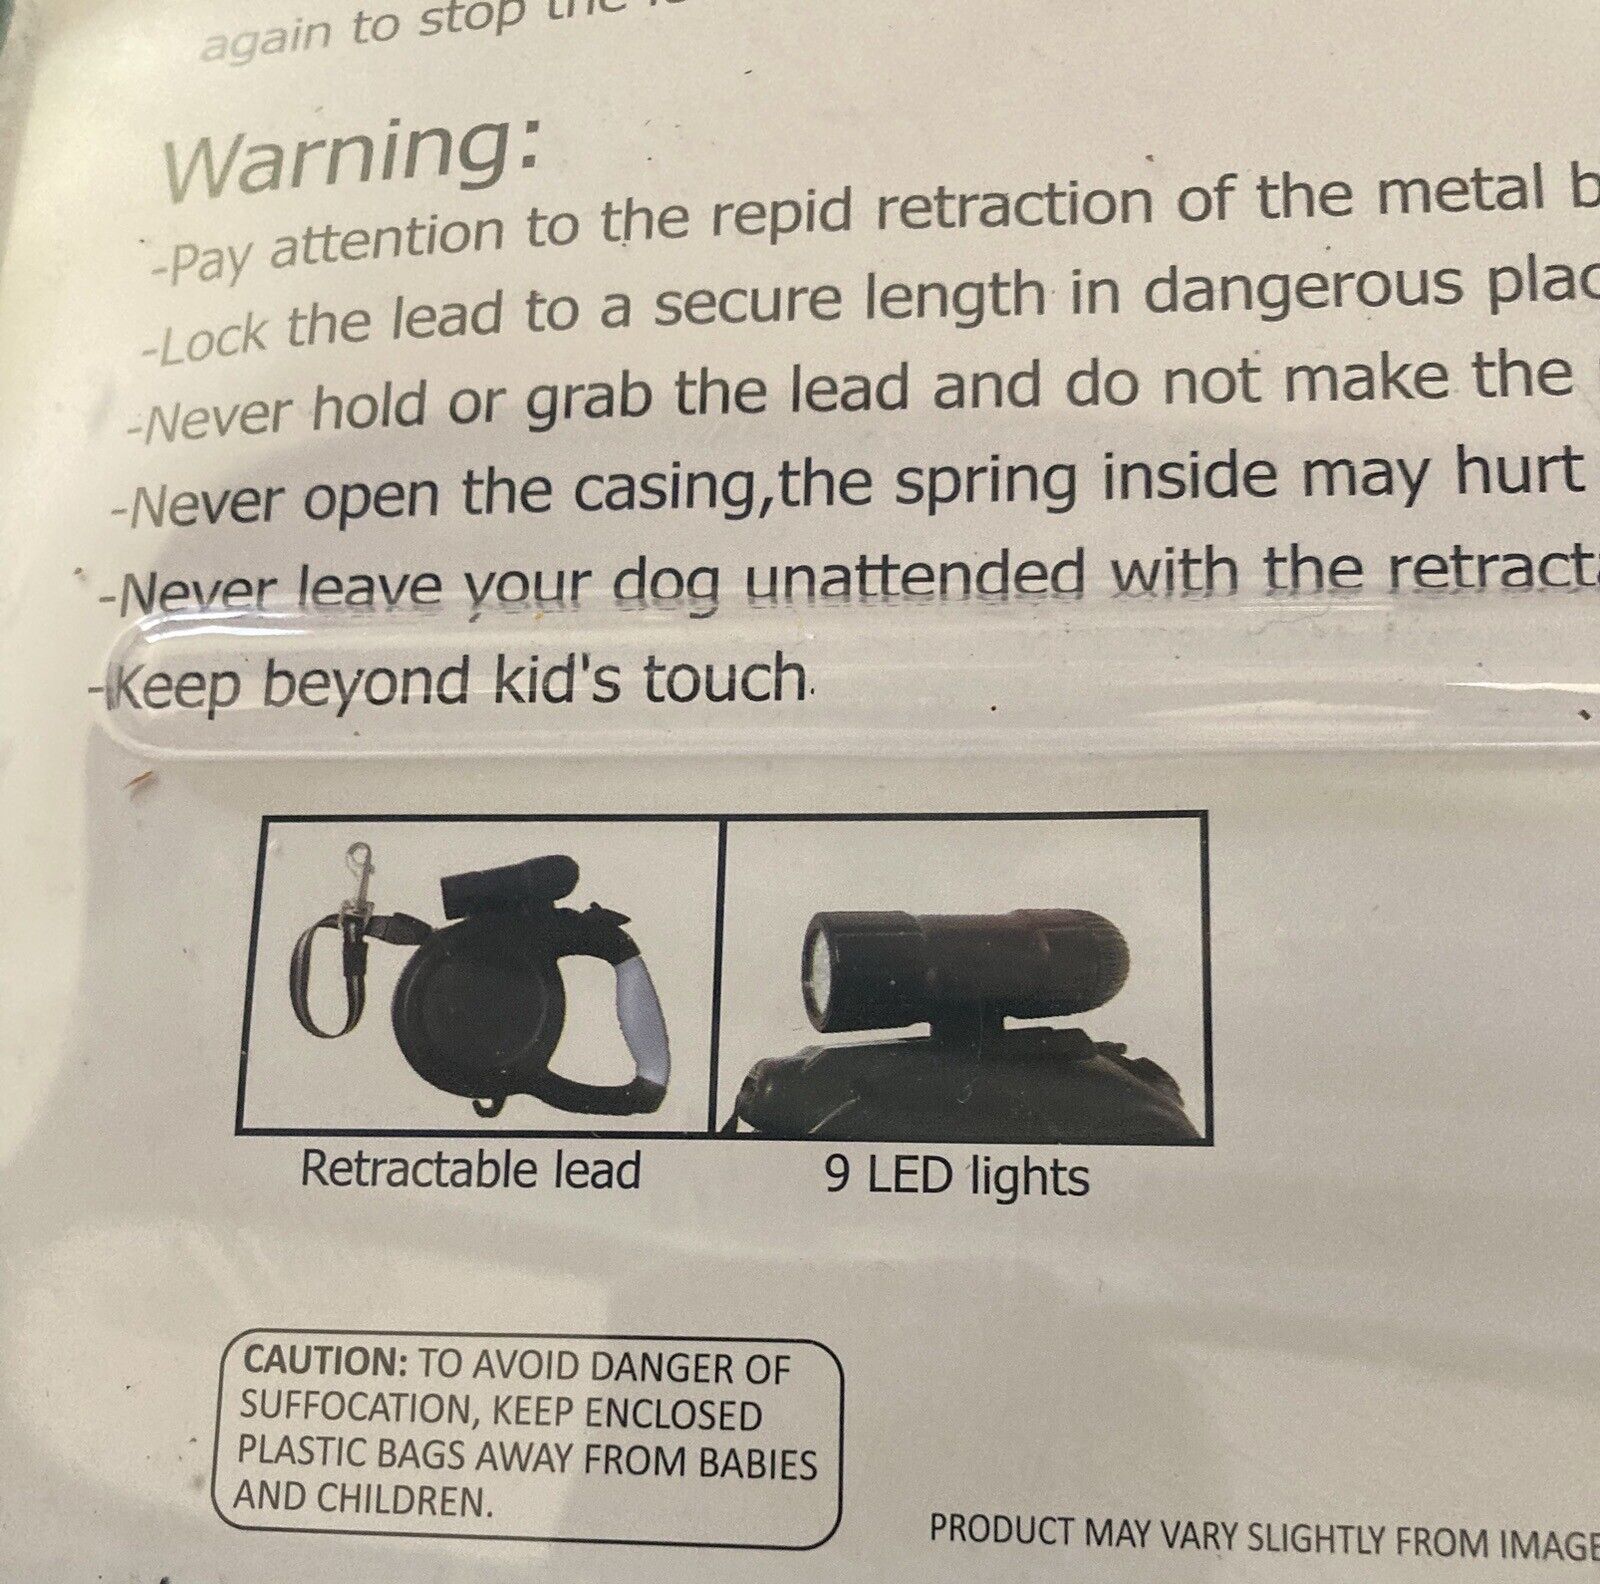 again to stop the
Warning:
-Pay attention to the repid retraction of the metal
-Lock the lead to a secure length in dangerous
-Never hold or grab the lead and do not make the
-Never open the casing,the spring inside may hurt
-Never leave your dog unattended with the
-Keep beyond kid's touch.
Retractable lead
9 LED lights
CAUTION: TO AVOID DANGER OF
SUFFOCATION, KEEP ENCLOSED
PLASTIC BAGS AWAY FROM BABIES
AND CHILDREN.
PRODUCT MAY VARY SLIGHTLY FROM IMAGE